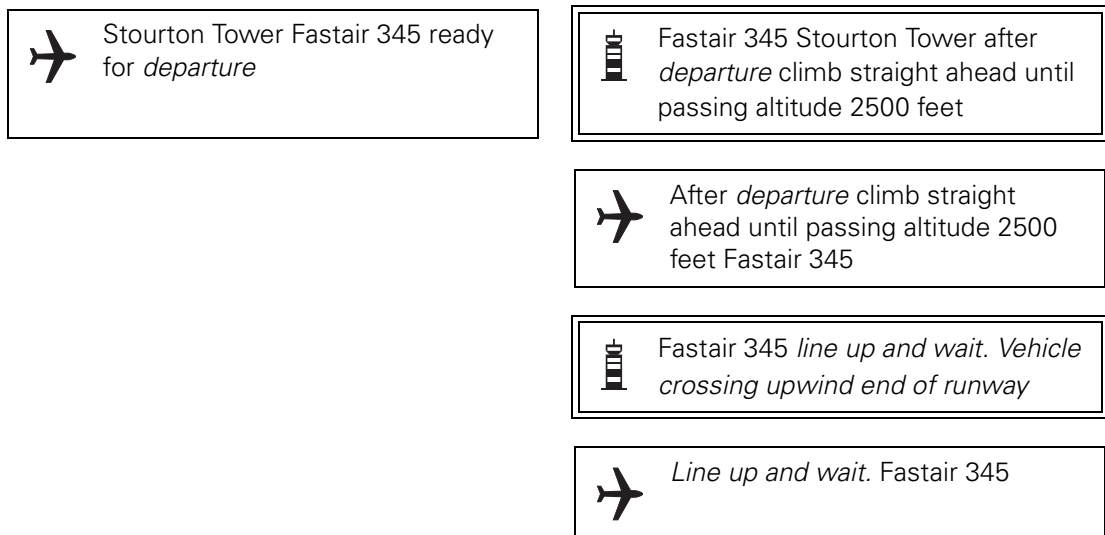 Stourton Tower Fastair 345 ready
for departure
Fastair 345 Stourton Tower after
departure climb straight ahead until
passing altitude 2500 feet
After departure climb straight
ahead until passing altitude 2500
feet Fastair 345
Fastair 345 line up and wait. Vehicle
crossing upwind end of runway
Line up and wait. Fastair 345